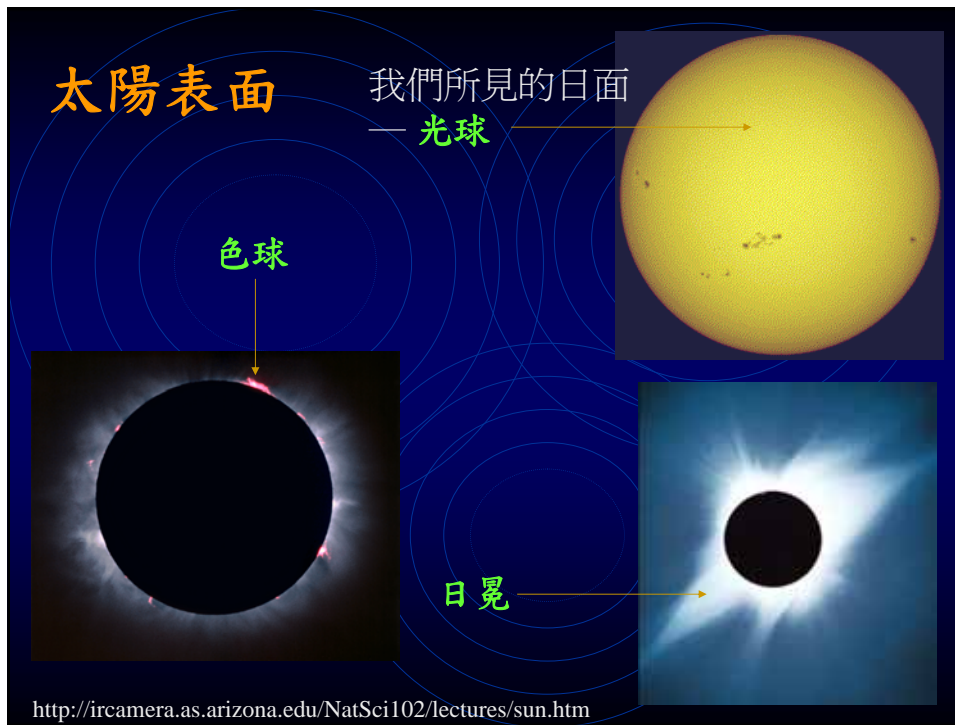 太陽表面
我們所見的日面
— 光球
色球
日冕
http://ircamera.as.arizona.edu/NatSci102/lectures/sun.htm